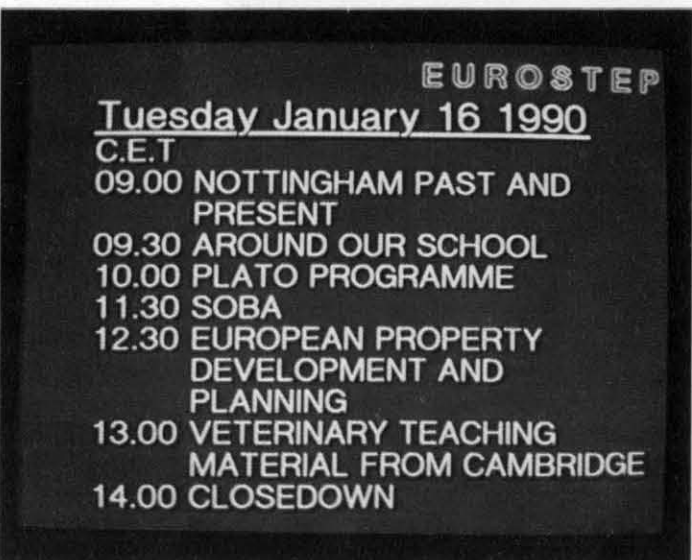 EUROSTEP
Tuesday January 16 1990
C.E.T
09.00 NOTTINGHAM PAST AND
PRESENT
09.30 AROUND OUR SCHOOL
10.00 PLATO PROGRAMME
11.30 SOBA
12.30 EUROPEAN PROPERTY
DEVELOPMENT AND
PLANNING
13.00 VETERINARY TEACHING
MATERIAL FROM CAMBRIDGE
14.00 CLOSEDOWN